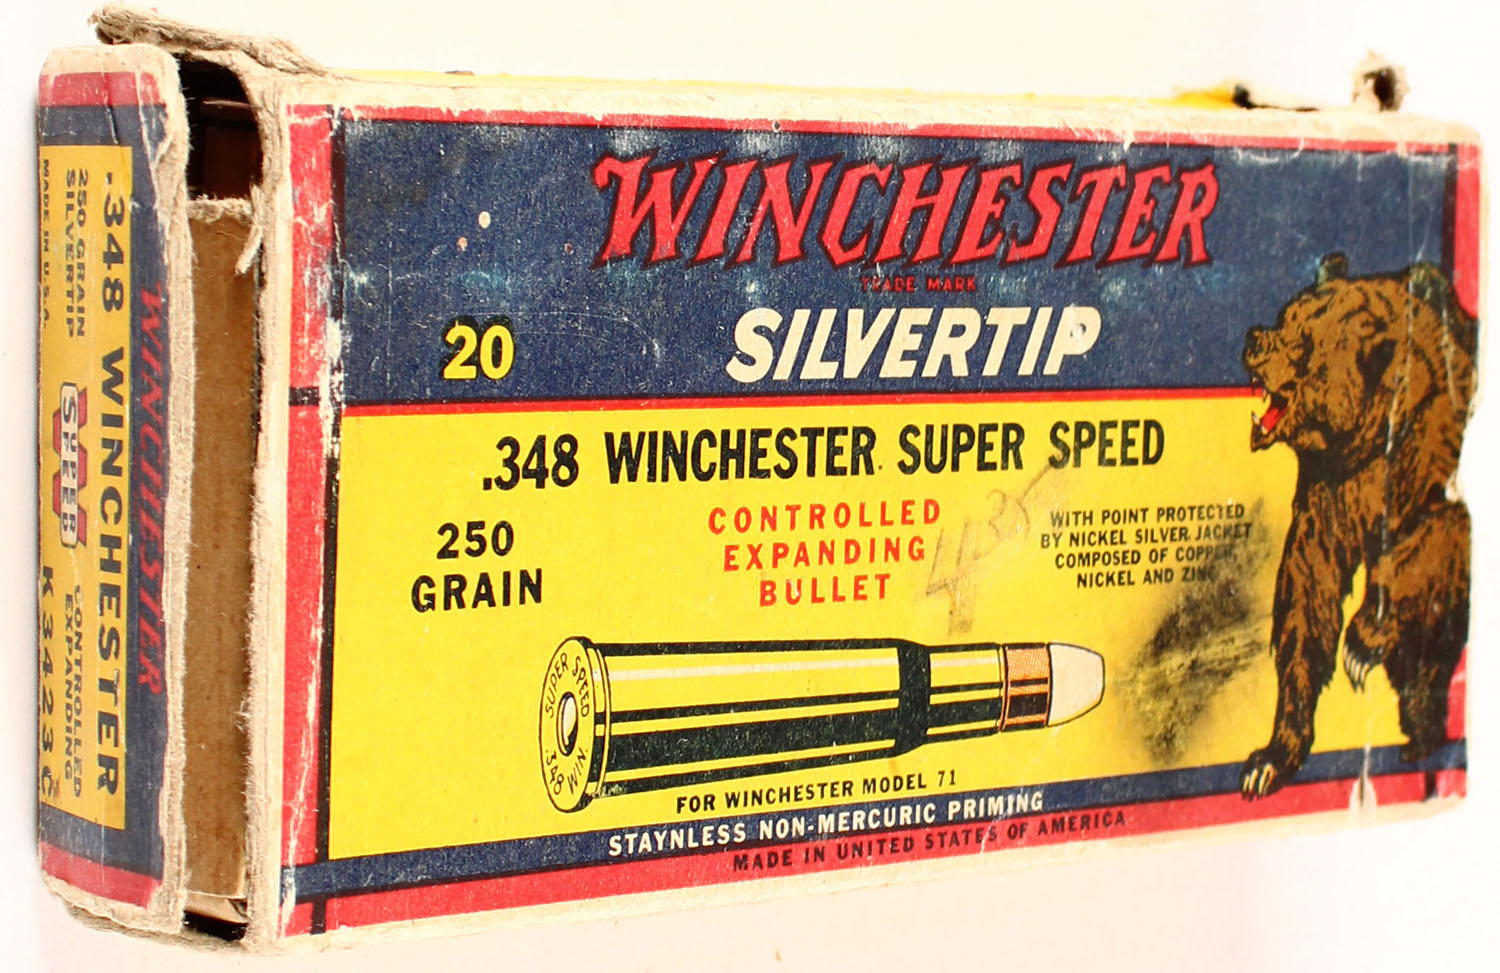 WINCHESTER
TRADE MARK
20
SILVERTIP
.348 WINCHESTER SUPER SPEED
250
GRAIN
CONTROLLED
EXPANDING
BULLET
WITH POINT PROTECTED
BY NICKEL SILVER JACKET
COMPOSED OF COPPER,
NICKEL AND ZINC
435
SUPER SPEED
.348 WIN.
FOR WINCHESTER MODEL 71
STAYNLESS NON-MERCURIC PRIMING
MADE IN UNITED STATES OF AMERICA
WINCHESTER
.348 WINCHESTER
250 GRAIN
SILVERTIP
MADE IN U.S.A.
W
SUPER
SPEED
CONTROLLED
EXPANDING
K3423C